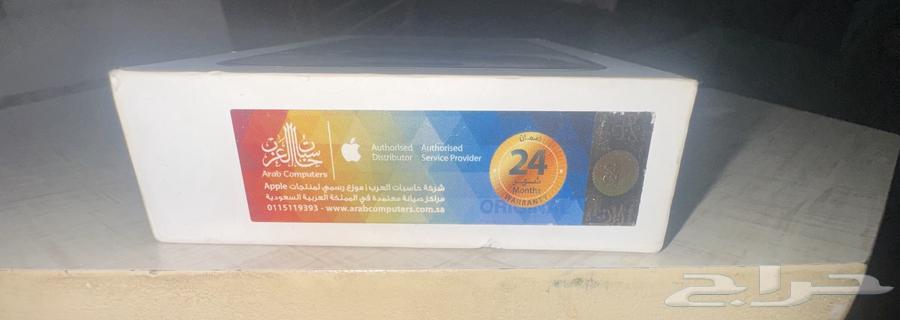 حاسبات العرب
Arab Computers
Authorised Distributor
Authorised Service Provider
شركة حاسبات العرب : موزع رسمي لمنتجات Apple
مراكز صيانة معتمدة في المملكة العربية السعودية
0115119393 - www.arabcomputers.com.sa
ضمان
24
شهر
Months
WARRANTY
ORIGINAL
حراج